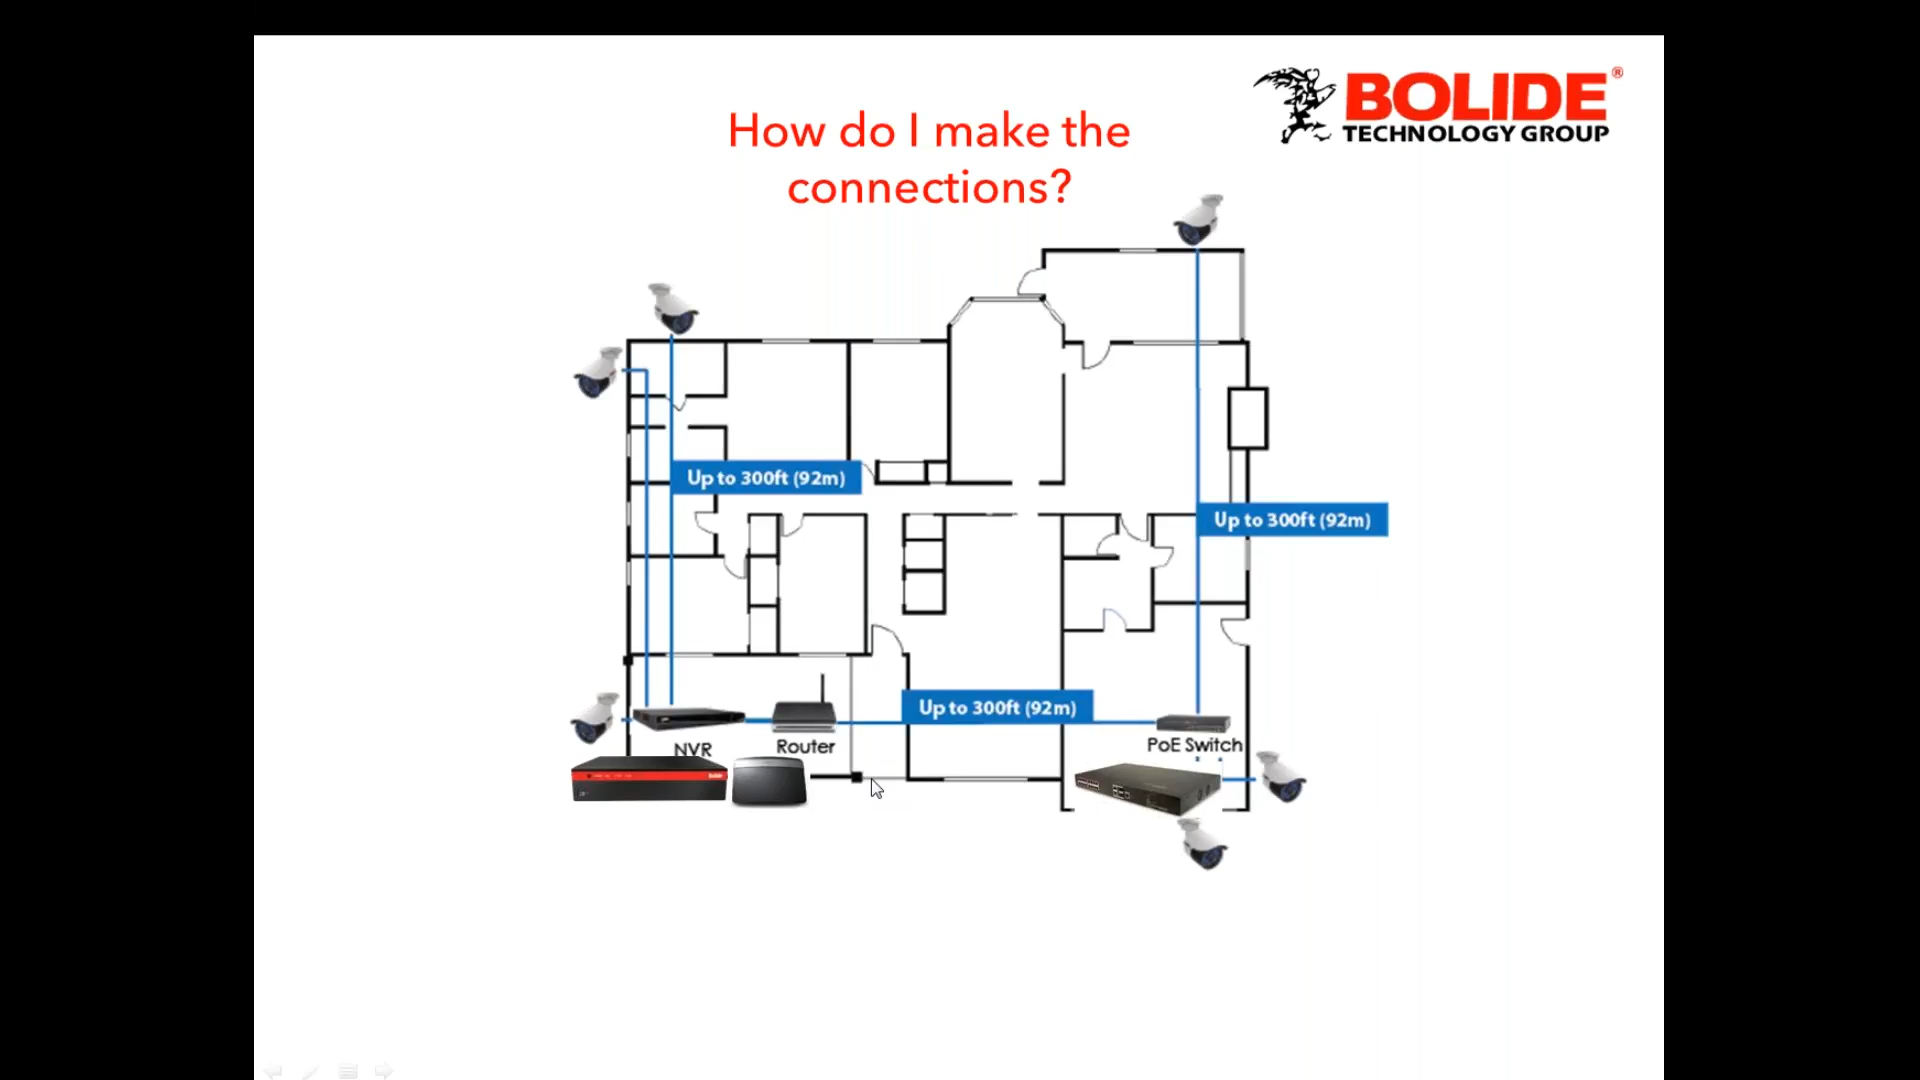 BOLIDE®
TECHNOLOGY GROUP
How do I make the
connections?
Up to 300ft (92m)
Up to 300ft (92m)
Up to 300ft (92m)
NVR
Router
PoE Switch